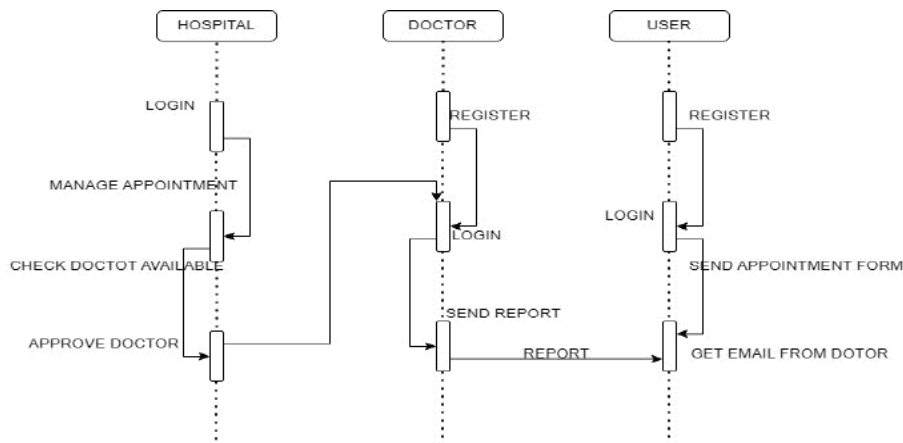 HOSPITAL
DOCTOR
USER
LOGIN
REGISTER
REGISTER
MANAGE APPOINTMENT
LOGIN
LOGIN
CHECK DOCTOT AVAILABLE
SEND APPOINTMENT FORM
SEND REPORT
APPROVE DOCTOR
REPORT
GET EMAIL FROM DOTOR